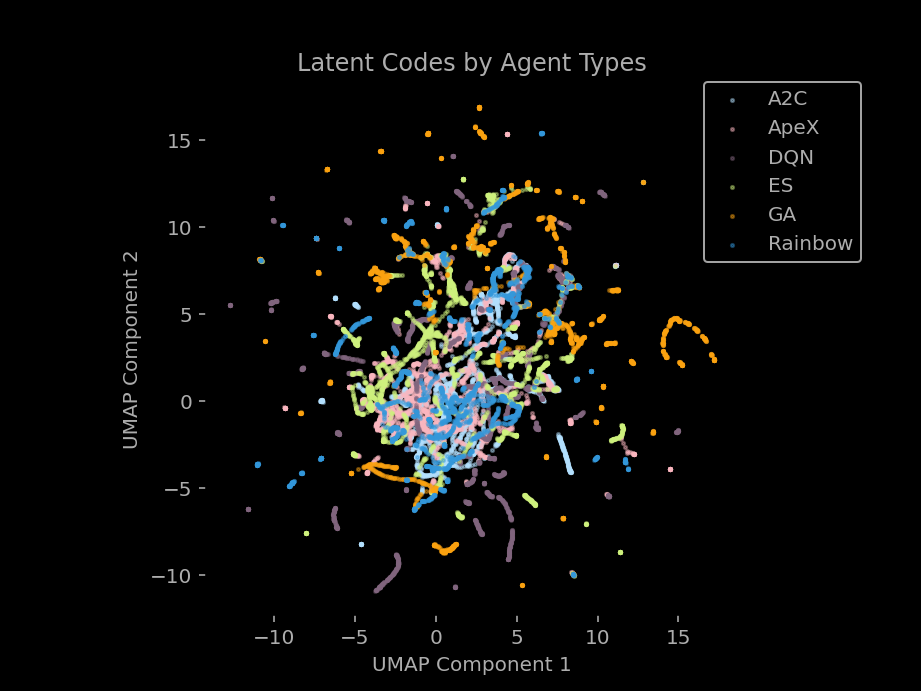 Latent Codes by Agent Types
A2C
ApeX
DQN
ES
GA
Rainbow
UMAP Component 2
15
10
5
0
−5
−10
−10
−5
0
5
10
15
UMAP Component 1